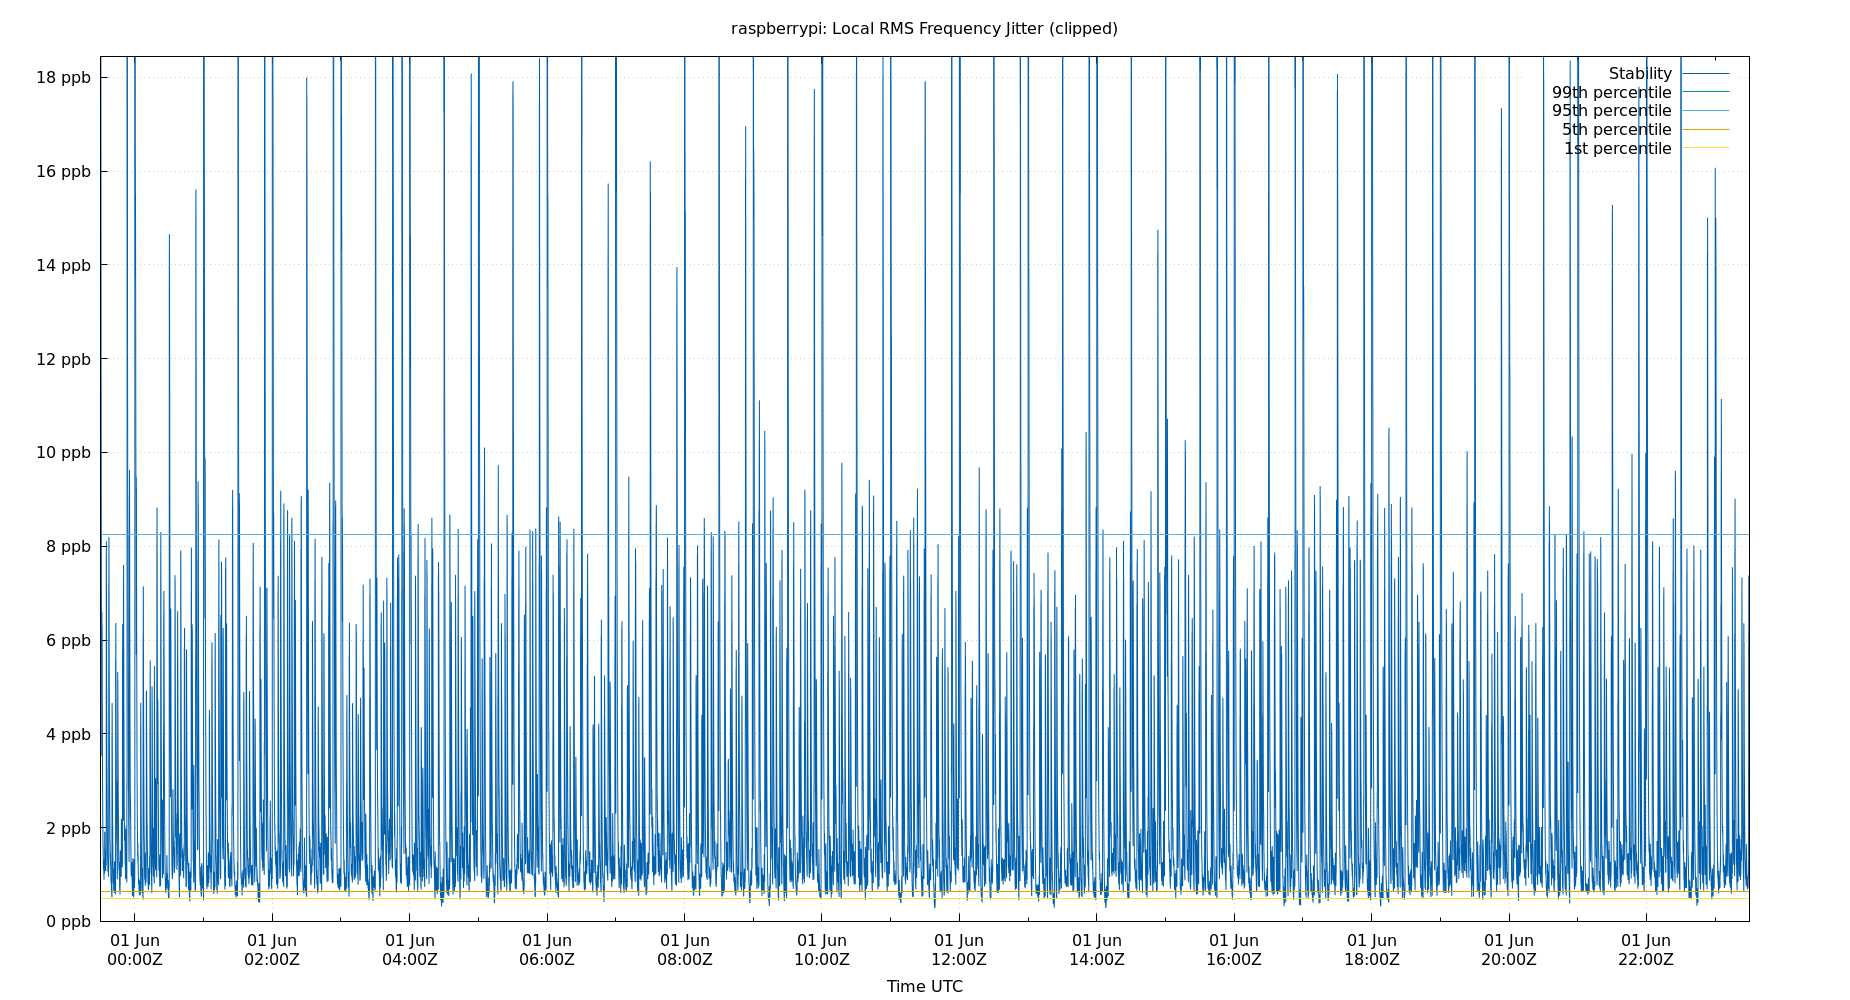 raspberrypi: Local RMS Frequency Jitter (clipped)
18 ppb
16 ppb
14 ppb
12 ppb
10 ppb
8 ppb
6 ppb
4 ppb
2 ppb
0 ppb
Stability
99th percentile
95th percentile
5th percentile
1st percentile
01 Jun 01 Jun 01 Jun 01 Jun 01 Jun 01 Jun 01 Jun 01 Jun 01 Jun 01 Jun 01 Jun 01 Jun
00:00Z 02:00Z 04:00Z 06:00Z 08:00Z 10:00Z 12:00Z 14:00Z 16:00Z 18:00Z 20:00Z 22:00Z
Time UTC